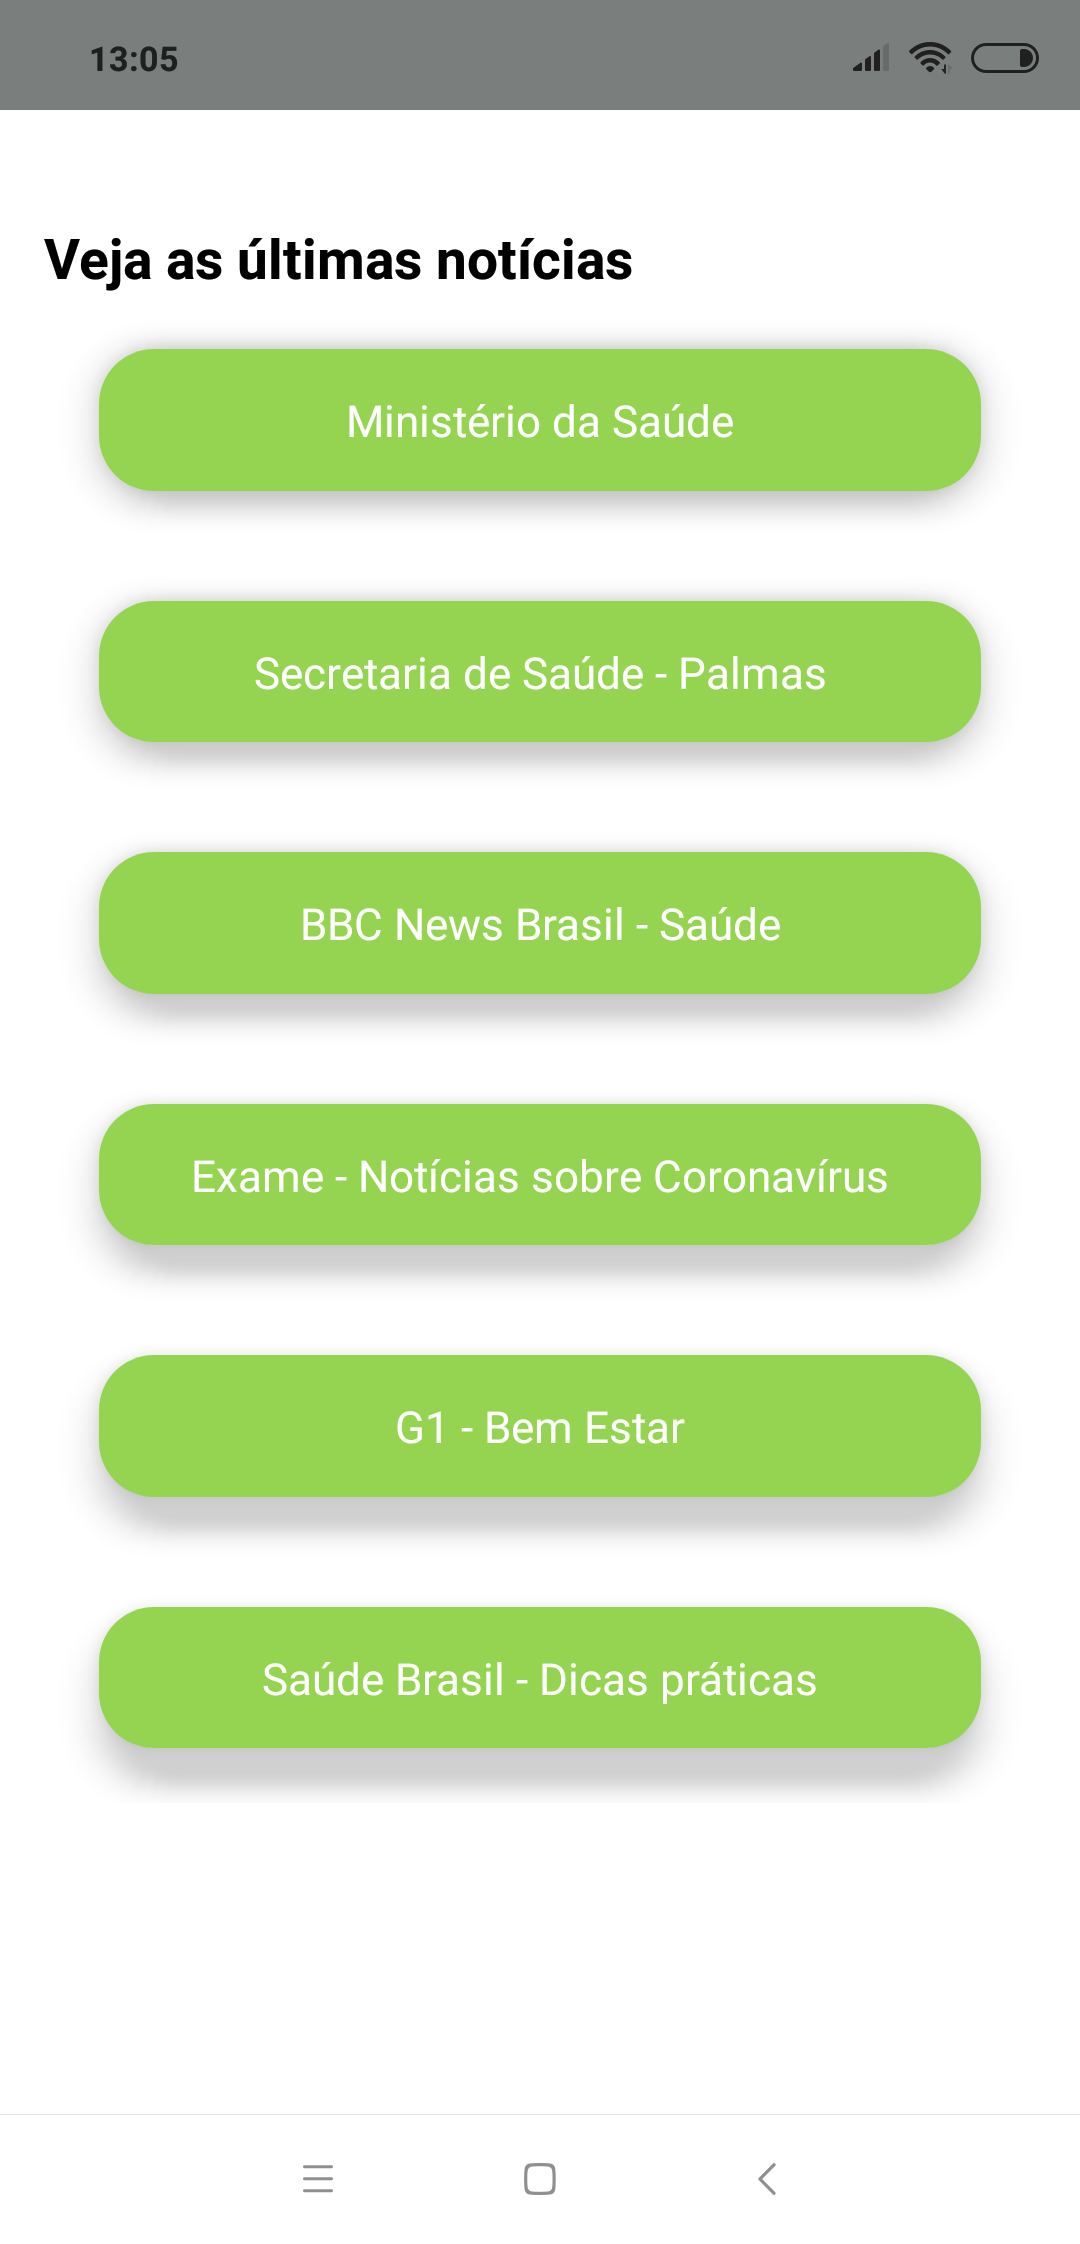 13:05
Veja as últimas notícias
Ministério da Saúde
Secretaria de Saúde - Palmas
BBC News Brasil - Saúde
Exame - Notícias sobre Coronavírus
G1 - Bem Estar
Saúde Brasil - Dicas práticas